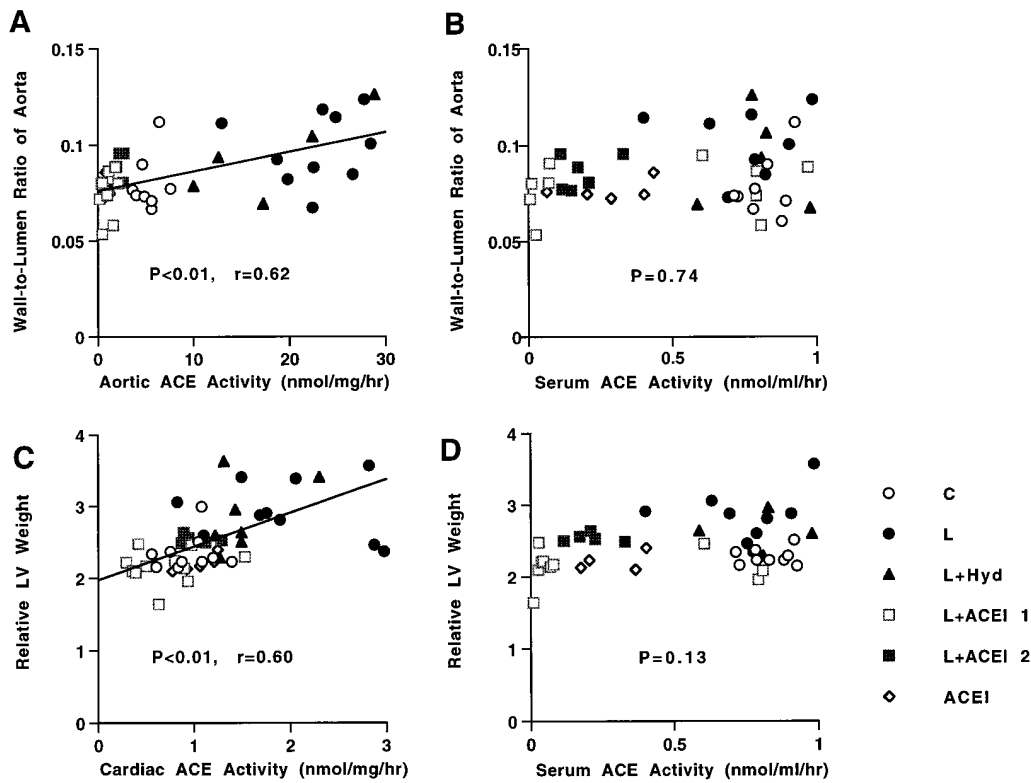 A
0.15
0.1
0.05
0
Wall-to-Lumen Ratio of Aorta
P<0.01, r=0.62
0 10 20 30
Aortic ACE Activity (nmol/mg/hr)
B
0.15
0.1
0.05
0
Wall-to-Lumen Ratio of Aorta
P=0.74
0 0.5 1
Serum ACE Activity (nmol/ml/hr)
C
4
3
2
1
0
Relative LV Weight
P<0.01, r=0.60
0 1 2 3
Cardiac ACE Activity (nmol/mg/hr)
D
4
3
2
1
0
Relative LV Weight
P=0.13
0 0.5 1
Serum ACE Activity (nmol/ml/hr)
C
L
L+Hyd
L+ACEI 1
L+ACEI 2
ACEI